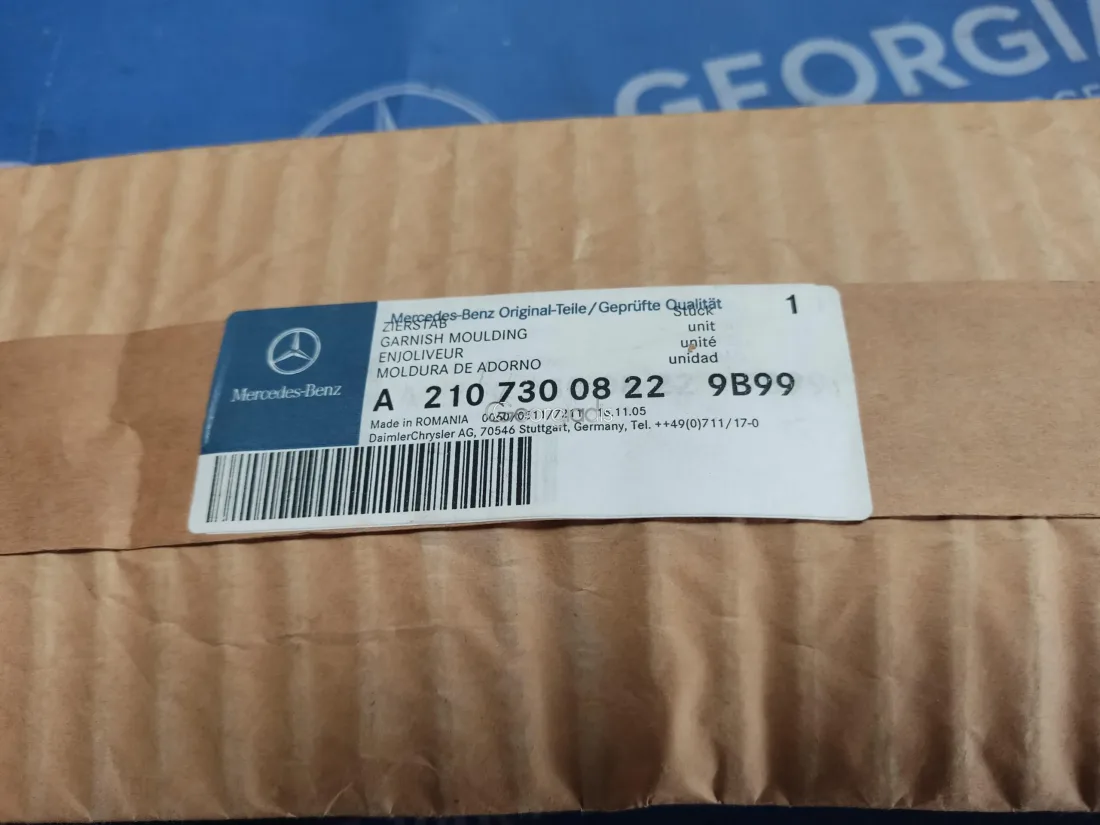 GEORGI
Mercedes-Benz Original-Teile/Geprüfte Qualität 1
ZIERSTAB Stück
GARNISH MOULDING unit
ENJOLIVEUR unité
MOLDURA DE ADORNO unidad
Mercedes-Benz
A 210 730 08 22 9B99
Made in ROMANIA
DaimlerChrysler AG, 70546 Stuttgart, Germany, Tel. ++49(0)711/17-0